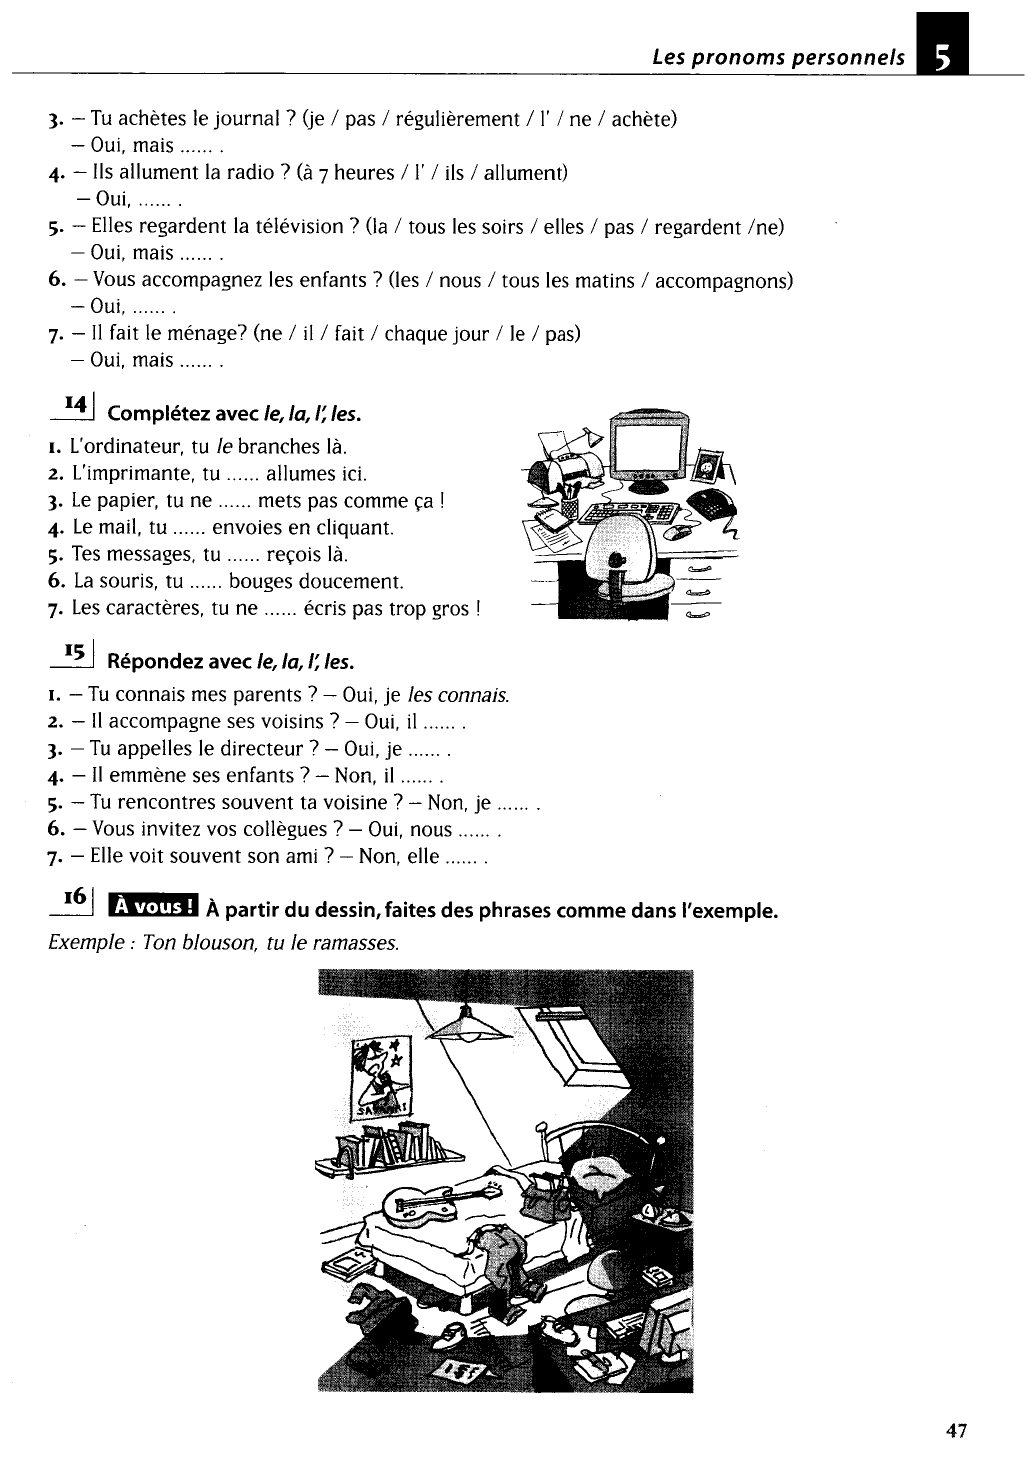 Les pronoms personnels 5
3. – Tu achètes le journal ? (je / pas / régulièrement / l' / ne / achète)
– Oui, mais ...... .
4. – Ils allument la radio ? (à 7 heures / l' / ils / allument)
– Oui, ...... .
5. – Elles regardent la télévision ? (la / tous les soirs / elles / pas / regardent /ne)
– Oui, mais ...... .
6. – Vous accompagnez les enfants ? (les / nous / tous les matins / accompagnons)
– Oui, ...... .
7. – Il fait le ménage? (ne / il / fait / chaque jour / le / pas)
– Oui, mais ...... .
14 Complétez avec le, la, l', les.
1. L'ordinateur, tu le branches là.
2. L'imprimante, tu ...... allumes ici.
3. Le papier, tu ne ...... mets pas comme ça !
4. Le mail, tu ...... envoies en cliquant.
5. Tes messages, tu ...... reçois là.
6. La souris, tu ...... bouges doucement.
7. Les caractères, tu ne ...... écris pas trop gros !
15 Répondez avec le, la, l', les.
1. – Tu connais mes parents ? – Oui, je les connais.
2. – Il accompagne ses voisins ? – Oui, il ...... .
3. – Tu appelles le directeur ? – Oui, je ...... .
4. – Il emmène ses enfants ? – Non, il ...... .
5. – Tu rencontres souvent ta voisine ? – Non, je ...... .
6. – Vous invitez vos collègues ? – Oui, nous ...... .
7. – Elle voit souvent son ami ? – Non, elle ...... .
16 À vous ! À partir du dessin, faites des phrases comme dans l'exemple.
Exemple : Ton blouson, tu le ramasses.
47